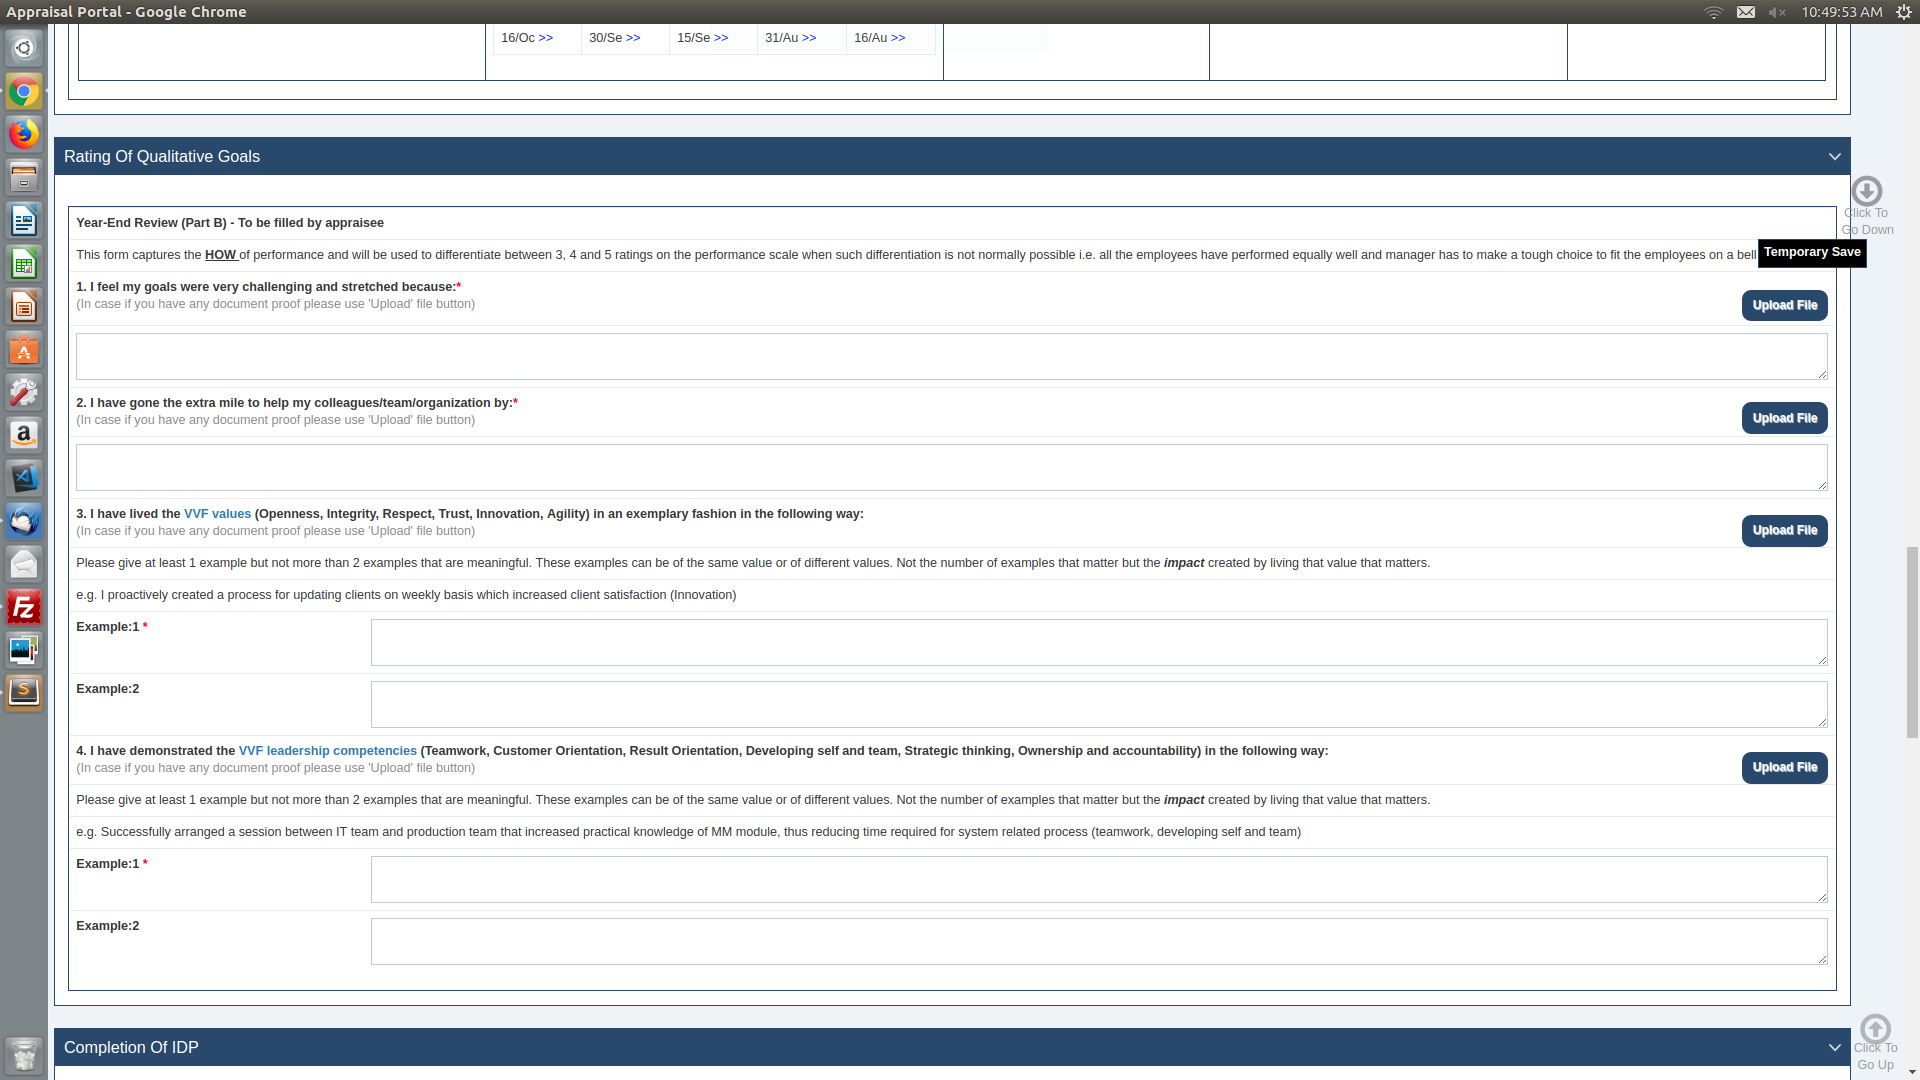 Appraisal Portal - Google Chrome
10:49:53 AM
16/Oc >> 30/Se >> 15/Se >> 31/Au >> 16/Au >>
Rating Of Qualitative Goals
Click To
Go Down
Year-End Review (Part B) - To be filled by appraisee
This form captures the HOW of performance and will be used to differentiate between 3, 4 and 5 ratings on the performance scale when such differentiation is not normally possible i.e. all the employees have performed equally well and manager has to make a tough choice to fit the employees on a bell
Temporary Save
1. I feel my goals were very challenging and stretched because:*
(In case if you have any document proof please use 'Upload' file button)
Upload File
2. I have gone the extra mile to help my colleagues/team/organization by:*
(In case if you have any document proof please use 'Upload' file button)
Upload File
3. I have lived the VVF values (Openness, Integrity, Respect, Trust, Innovation, Agility) in an exemplary fashion in the following way:
(In case if you have any document proof please use 'Upload' file button)
Upload File
Please give at least 1 example but not more than 2 examples that are meaningful. These examples can be of the same value or of different values. Not the number of examples that matter but the impact created by living that value that matters.
e.g. I proactively created a process for updating clients on weekly basis which increased client satisfaction (Innovation)
Example:1 *
Example:2
4. I have demonstrated the VVF leadership competencies (Teamwork, Customer Orientation, Result Orientation, Developing self and team, Strategic thinking, Ownership and accountability) in the following way:
(In case if you have any document proof please use 'Upload' file button)
Upload File
Please give at least 1 example but not more than 2 examples that are meaningful. These examples can be of the same value or of different values. Not the number of examples that matter but the impact created by living that value that matters.
e.g. Successfully arranged a session between IT team and production team that increased practical knowledge of MM module, thus reducing time required for system related process (teamwork, developing self and team)
Example:1 *
Example:2
Completion Of IDP
Click To
Go Up